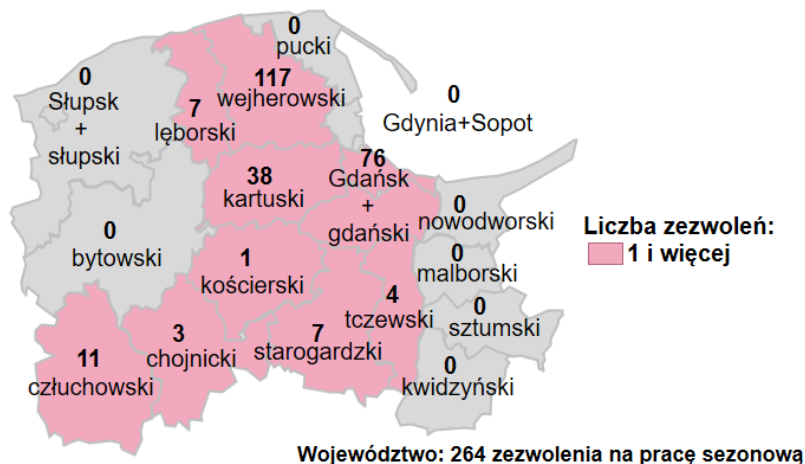 0
pucki
117
wejherowski
0
Słupsk
+
słupski
7
lęborski
0
Gdynia+Sopot
38
kartuski
76
Gdańsk
+
gdański
0
nowodworski
0
bytowski
1
kościerski
0
malborski
4
tczewski
0
sztumski
11
człuchowski
3
chojnicki
7
starogardzki
0
kwidzyński
Liczba zezwoleń:
1 i więcej
Województwo: 264 zezwolenia na pracę sezonową